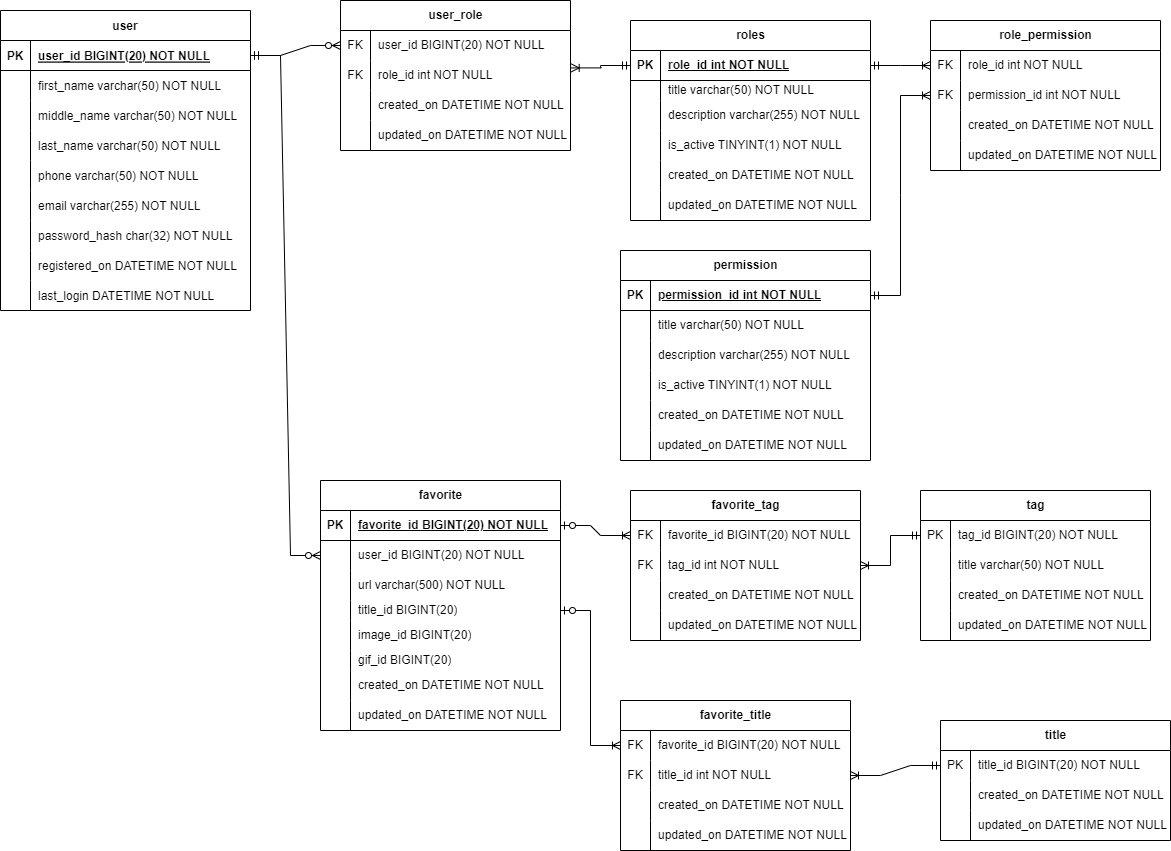 user
PK user_id BIGINT(20) NOT NULL
first_name varchar(50) NOT NULL
middle_name varchar(50) NOT NULL
last_name varchar(50) NOT NULL
phone varchar(50) NOT NULL
email varchar(255) NOT NULL
password_hash char(32) NOT NULL
registered_on DATETIME NOT NULL
last_login DATETIME NOT NULL
user_role
FK user_id BIGINT(20) NOT NULL
FK role_id int NOT NULL
created_on DATETIME NOT NULL
updated_on DATETIME NOT NULL
roles
PK role_id int NOT NULL
title varchar(50) NOT NULL
description varchar(255) NOT NULL
is_active TINYINT(1) NOT NULL
created_on DATETIME NOT NULL
updated_on DATETIME NOT NULL
role_permission
FK role_id int NOT NULL
FK permission_id int NOT NULL
created_on DATETIME NOT NULL
updated_on DATETIME NOT NULL
permission
PK permission_id int NOT NULL
title varchar(50) NOT NULL
description varchar(255) NOT NULL
is_active TINYINT(1) NOT NULL
created_on DATETIME NOT NULL
updated_on DATETIME NOT NULL
favorite
PK favorite_id BIGINT(20) NOT NULL
user_id BIGINT(20) NOT NULL
url varchar(500) NOT NULL
title_id BIGINT(20)
image_id BIGINT(20)
gif_id BIGINT(20)
created_on DATETIME NOT NULL
updated_on DATETIME NOT NULL
favorite_tag
FK favorite_id BIGINT(20) NOT NULL
FK tag_id int NOT NULL
created_on DATETIME NOT NULL
updated_on DATETIME NOT NULL
tag
PK tag_id BIGINT(20) NOT NULL
title varchar(50) NOT NULL
created_on DATETIME NOT NULL
updated_on DATETIME NOT NULL
favorite_title
FK favorite_id BIGINT(20) NOT NULL
FK title_id int NOT NULL
created_on DATETIME NOT NULL
updated_on DATETIME NOT NULL
title
PK title_id BIGINT(20) NOT NULL
created_on DATETIME NOT NULL
updated_on DATETIME NOT NULL